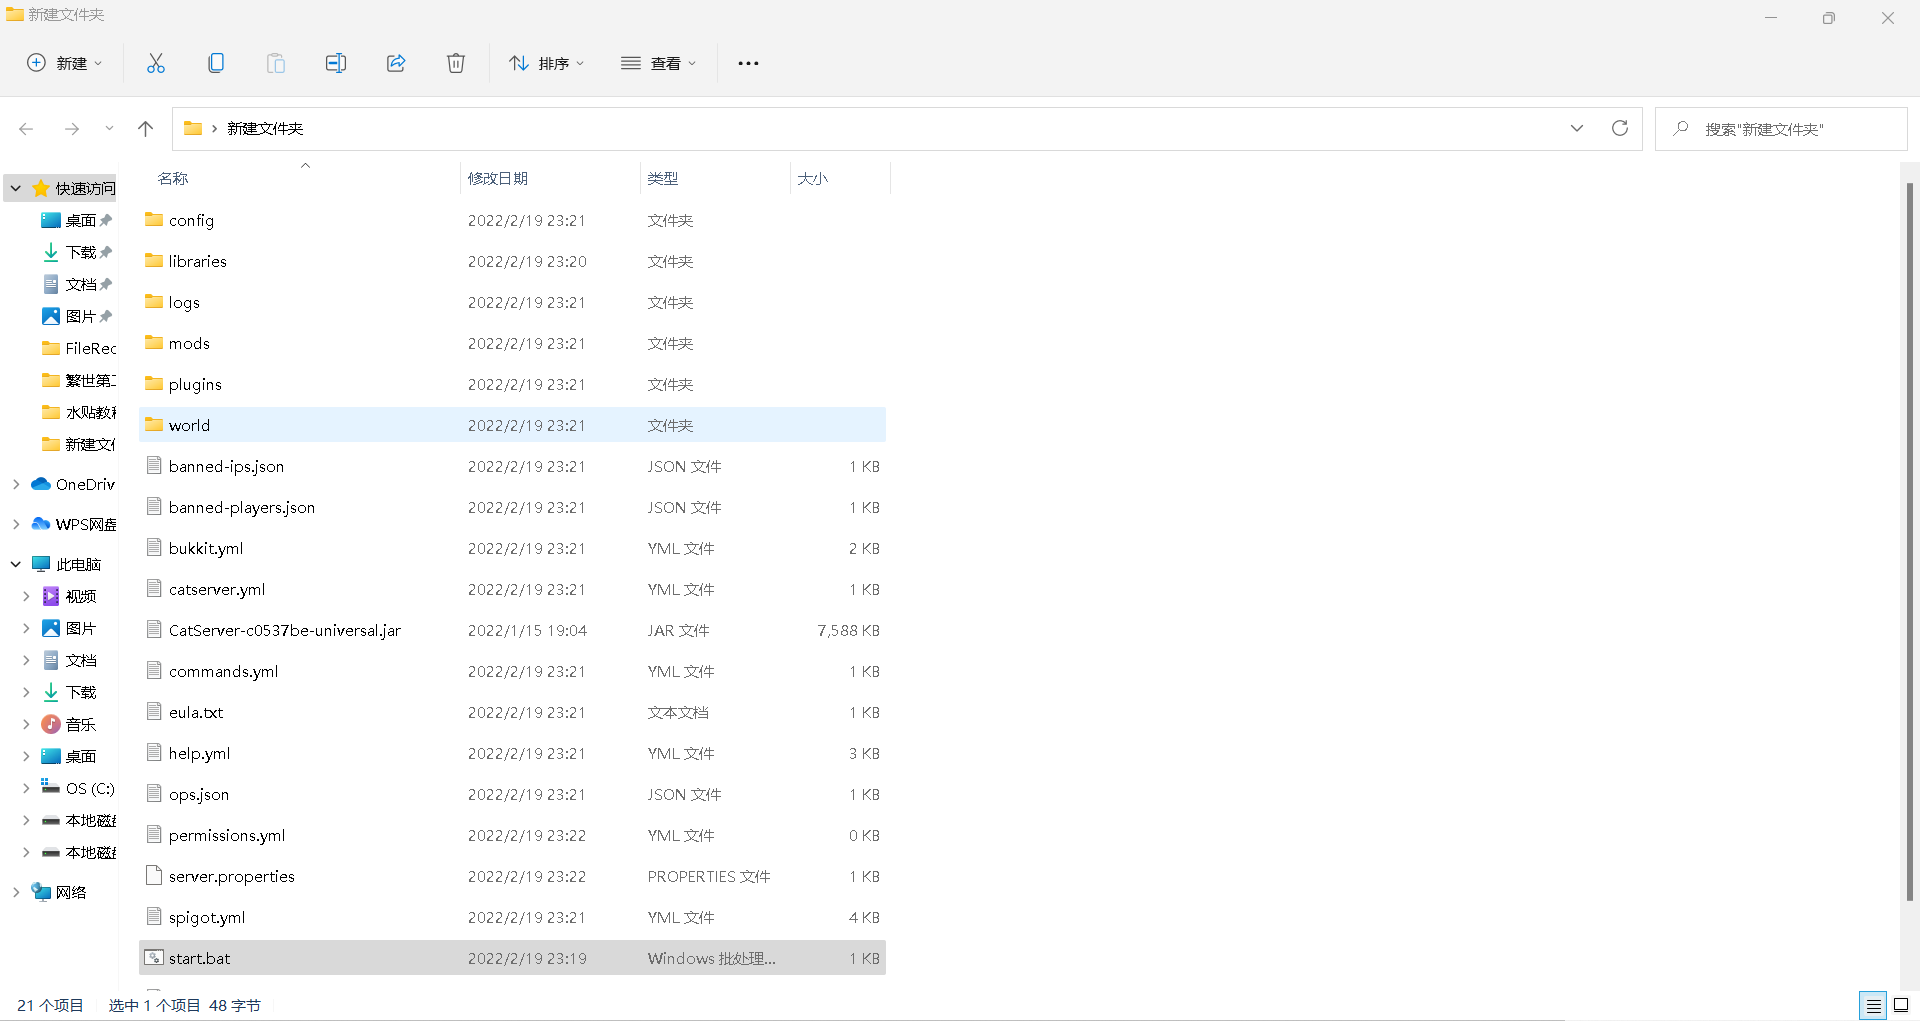 新建文件夹
新建
排序
查看
新建文件夹
搜索"新建文件夹"
名称 修改日期 类型 大小
快速访问
桌面
下载
文档
图片
FileRec
繁世第二
水贴教程
新建文件
OneDriv
WPS网盘
此电脑
视频
图片
文档
下载
音乐
桌面
OS (C:)
本地磁盘
本地磁盘
网络
config 2022/2/19 23:21 文件夹
libraries 2022/2/19 23:20 文件夹
logs 2022/2/19 23:21 文件夹
mods 2022/2/19 23:21 文件夹
plugins 2022/2/19 23:21 文件夹
world 2022/2/19 23:21 文件夹
banned-ips.json 2022/2/19 23:21 JSON 文件 1 KB
banned-players.json 2022/2/19 23:21 JSON 文件 1 KB
bukkit.yml 2022/2/19 23:21 YML 文件 2 KB
catserver.yml 2022/2/19 23:21 YML 文件 1 KB
CatServer-c0537be-universal.jar 2022/1/15 19:04 JAR 文件 7,588 KB
commands.yml 2022/2/19 23:21 YML 文件 1 KB
eula.txt 2022/2/19 23:21 文本文档 1 KB
help.yml 2022/2/19 23:21 YML 文件 3 KB
ops.json 2022/2/19 23:21 JSON 文件 1 KB
permissions.yml 2022/2/19 23:22 YML 文件 0 KB
server.properties 2022/2/19 23:22 PROPERTIES 文件 1 KB
spigot.yml 2022/2/19 23:21 YML 文件 4 KB
start.bat 2022/2/19 23:19 Windows 批处理... 1 KB
21 个项目 选中 1 个项目 48 字节